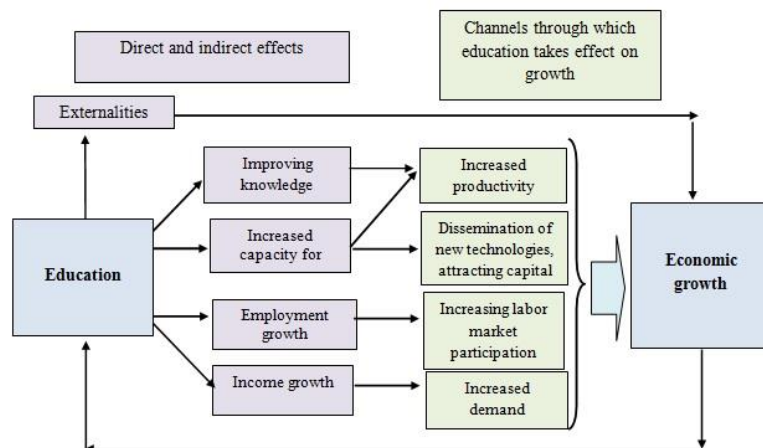 Direct and indirect effects
Channels through which
education takes effect on
growth
Externalities
Improving
knowledge
Increased
productivity
Increased
capacity for
Dissemination of
new technologies,
attracting capital
Education
Economic
growth
Employment
growth
Increasing labor
market
participation
Income growth
Increased
demand